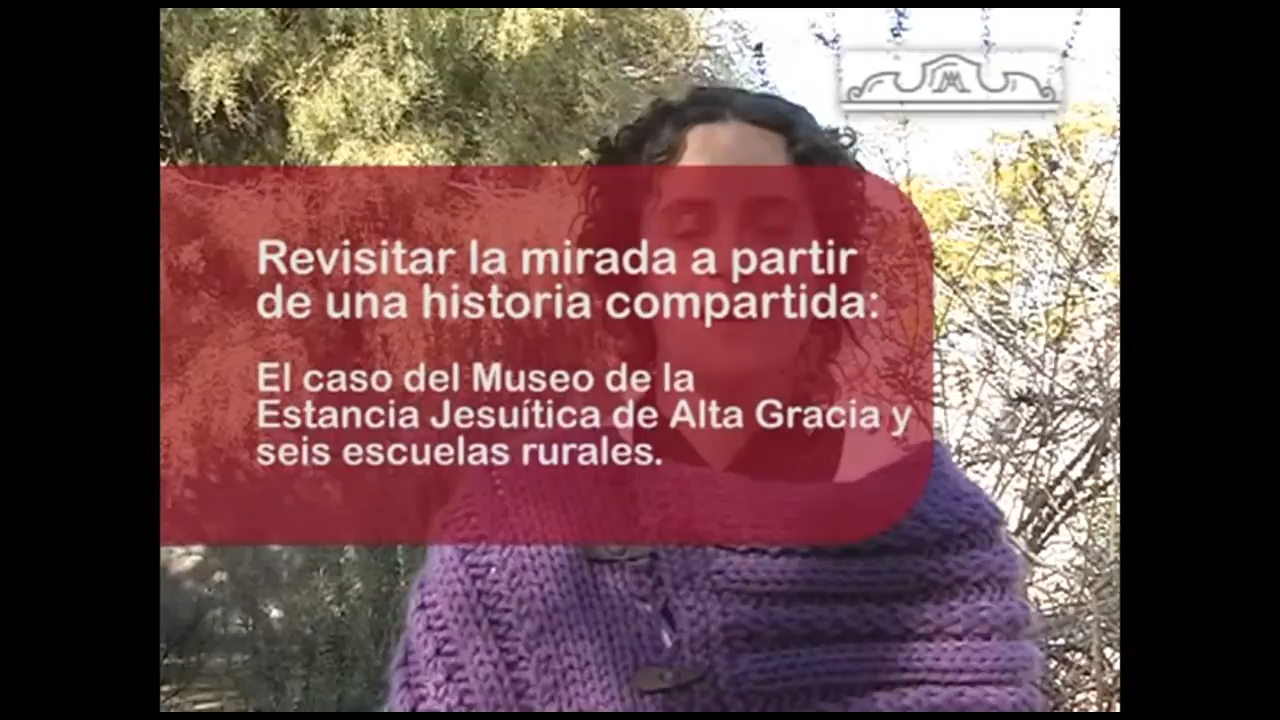 Revisitar la mirada a partir
de una historia compartida:
El caso del Museo de la
Estancia Jesuítica de Alta Gracia y
seis escuelas rurales.